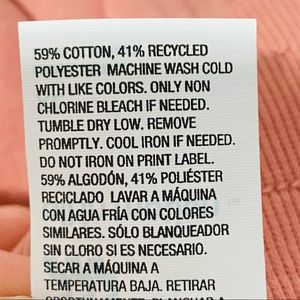 59% COTTON, 41% RECYCLED
POLYESTER MACHINE WASH COLD
WITH LIKE COLORS. ONLY NON
CHLORINE BLEACH IF NEEDED.
TUMBLE DRY LOW. REMOVE
PROMPTLY. COOL IRON IF NEEDED.
DO NOT IRON ON PRINT LABEL.
59% ALGODÓN, 41% POLIÉSTER
RECICLADO LAVAR A MÁQUINA
CON AGUA FRÍA CON COLORES
SIMILARES. SÓLO BLANQUEADOR
SIN CLORO SI ES NECESARIO.
SECAR A MÁQUINA A
TEMPERATURA BAJA. RETIRAR